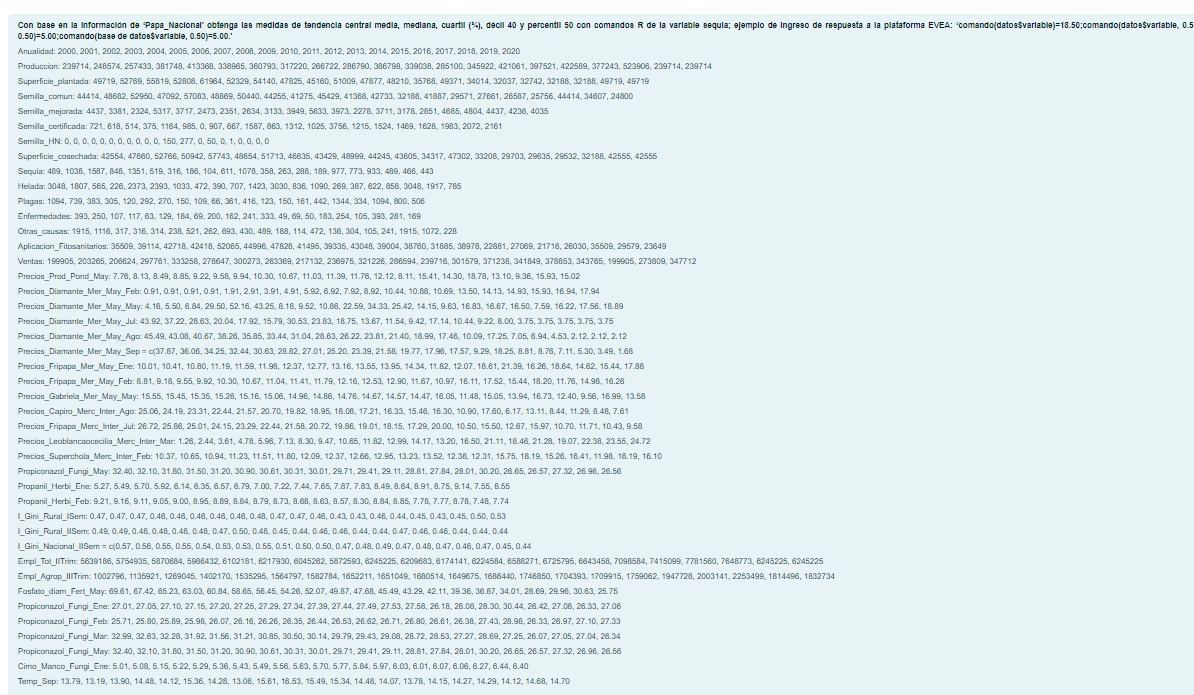 Con base en la información de 'Papa_Nacional' obtenga las medidas de tendencia central media, mediana, cuartil (¾), decil 40 y percentil 50 con comandos R de la variable sequia; ejemplo de ingreso de respuesta a la plataforma EVEA: 'comando(datos$variable)=18.50;comando(datos$variable, 0.5
0.50)=5.00;comando(base de datos$variable, 0.50)=5.00.'
Anualidad: 2000, 2001, 2002, 2003, 2004, 2005, 2006, 2007, 2008, 2009, 2010, 2011, 2012, 2013, 2014, 2015, 2016, 2017, 2018, 2019, 2020
Produccion: 239714, 248574, 257433, 381748, 413368, 338965, 360793, 317220, 266722, 286790, 386798, 339038, 285100, 345922, 421061, 397521, 422589, 377243, 523906, 239714, 239714
Superficie_plantada: 49719, 52769, 55819, 52808, 61964, 52329, 54140, 47825, 45160, 51009, 47877, 48210, 35768, 49371, 34014, 32037, 32742, 32188, 32188, 49719, 49719
Semilla_comun: 44414, 48682, 52950, 47092, 57083, 48869, 50440, 44255, 41275, 45429, 41368, 42733, 32188, 41887, 29571, 27661, 26587, 25756, 44414, 34607, 24800
Semilla_mejorada: 4437, 3381, 2324, 5317, 3717, 2473, 2351, 2634, 3133, 3949, 5633, 3973, 2278, 3711, 3178, 2851, 4685, 4804, 4437, 4236, 4035
Semilla_certificada: 721, 618, 514, 375, 1164, 985, 0, 907, 667, 1587, 863, 1312, 1025, 3756, 1215, 1524, 1469, 1628, 1983, 2072, 2161
Semilla_HN: 0, 0, 0, 0, 0, 0, 0, 0, 0, 0, 0, 150, 277, 0, 50, 0, 1, 0, 0, 0, 0
Superficie_cosechada: 42554, 47660, 52766, 50942, 57743, 48654, 51713, 46635, 43429, 48999, 44245, 43605, 34317, 47302, 33208, 29703, 29635, 29532, 32188, 42555, 42555
Sequia: 489, 1038, 1587, 848, 1351, 519, 316, 186, 104, 611, 1078, 358, 263, 288, 189, 977, 773, 933, 489, 466, 443
Helada: 3048, 1807, 565, 226, 2373, 2393, 1033, 472, 390, 707, 1423, 3030, 836, 1090, 269, 387, 622, 858, 3048, 1917, 785
Plagas: 1094, 739, 383, 305, 120, 292, 270, 150, 109, 66, 361, 416, 123, 150, 161, 442, 1344, 334, 1094, 800, 506
Enfermedades: 393, 250, 107, 117, 63, 129, 184, 69, 200, 162, 241, 333, 49, 69, 50, 183, 254, 105, 393, 281, 169
Otras_causas: 1915, 1116, 317, 316, 314, 238, 521, 262, 693, 430, 489, 188, 114, 472, 136, 304, 105, 241, 1915, 1072, 228
Aplicacion_Fitosanitarios: 35509, 39114, 42718, 42418, 52065, 44996, 47828, 41495, 39335, 43048, 39004, 38760, 31885, 38978, 22881, 27069, 21716, 26030, 35509, 29579, 23649
Ventas: 199905, 203265, 206624, 297761, 333258, 278647, 300273, 263369, 217132, 236975, 321226, 286594, 239716, 301579, 371238, 341849, 378853, 343765, 199905, 273809, 347712
Precios_Prod_Pond_May: 7.76, 8.13, 8.49, 8.85, 9.22, 9.58, 9.94, 10.30, 10.67, 11.03, 11.39, 11.76, 12.12, 8.11, 15.41, 14.30, 18.78, 13.10, 9.36, 15.93, 15.02
Precios_Diamante_Mer_May_Feb: 0.91, 0.91, 0.91, 0.91, 1.91, 2.91, 3.91, 4.91, 5.92, 6.92, 7.92, 8.92, 10.44, 10.88, 10.69, 13.50, 14.13, 14.93, 15.93, 16.94, 17.94
Precios_Diamante_Mer_May_May: 4.16, 5.50, 6.84, 29.50, 52.16, 43.25, 8.18, 9.52, 10.86, 22.59, 34.33, 25.42, 14.15, 9.63, 16.83, 16.67, 16.50, 7.59, 16.22, 17.56, 18.89
Precios_Diamante_Mer_May_Jul: 43.92, 37.22, 28.63, 20.04, 17.92, 15.79, 30.53, 23.83, 18.75, 13.67, 11.54, 9.42, 17.14, 10.44, 9.22, 8.00, 3.75, 3.75, 3.75, 3.75, 3.75
Precios_Diamante_Mer_May_Ago: 45.49, 43.08, 40.67, 38.26, 35.85, 33.44, 31.04, 28.63, 26.22, 23.81, 21.40, 18.99, 17.46, 10.09, 17.25, 7.05, 6.94, 4.53, 2.12, 2.12, 2.12
Precios_Diamante_Mer_May_Sep = c(37.87, 36.06, 34.25, 32.44, 30.63, 28.82, 27.01, 25.20, 23.39, 21.58, 19.77, 17.96, 17.57, 9.29, 18.25, 8.81, 8.76, 7.11, 5.30, 3.49, 1.68
Precios_Fripapa_Mer_May_Ene: 10.01, 10.41, 10.80, 11.19, 11.59, 11.98, 12.37, 12.77, 13.16, 13.55, 13.95, 14.34, 11.82, 12.07, 18.61, 21.39, 16.26, 18.64, 14.62, 15.44, 17.88
Precios_Fripapa_Mer_May_Feb: 8.81, 9.18, 9.55, 9.92, 10.30, 10.67, 11.04, 11.41, 11.79, 12.16, 12.53, 12.90, 11.67, 10.97, 16.11, 17.52, 15.44, 18.20, 11.76, 14.98, 16.26
Precios_Gabriela_Mer_May_May: 15.55, 15.45, 15.35, 15.26, 15.16, 15.06, 14.96, 14.86, 14.76, 14.67, 14.57, 14.47, 16.05, 11.48, 15.05, 13.94, 16.73, 12.40, 9.56, 16.99, 13.58
Precios_Capiro_Merc_Inter_Ago: 25.06, 24.19, 23.31, 22.44, 21.57, 20.70, 19.82, 18.95, 18.08, 17.21, 16.33, 15.46, 16.30, 10.90, 17.60, 6.17, 13.11, 8.44, 11.29, 8.48, 7.61
Precios_Fripapa_Merc_Inter_Jul: 26.72, 25.86, 25.01, 24.15, 23.29, 22.44, 21.58, 20.72, 19.86, 19.01, 18.15, 17.29, 20.00, 10.50, 15.50, 12.67, 15.97, 10.70, 11.71, 10.43, 9.58
Precios_Leoblancaocecilia_Merc_Inter_Mar: 1.26, 2.44, 3.61, 4.78, 5.96, 7.13, 8.30, 9.47, 10.65, 11.82, 12.99, 14.17, 13.20, 16.50, 21.11, 18.46, 21.28, 19.07, 22.38, 23.55, 24.72
Precios_Superchola_Merc_Inter_Feb: 10.37, 10.65, 10.94, 11.23, 11.51, 11.80, 12.09, 12.37, 12.66, 12.95, 13.23, 13.52, 12.38, 12.31, 15.75, 18.19, 15.26, 16.41, 11.98, 16.19, 16.10
Propiconazol_Fungi_May: 32.40, 32.10, 31.80, 31.50, 31.20, 30.90, 30.61, 30.31, 30.01, 29.71, 29.41, 29.11, 28.81, 27.84, 28.01, 30.20, 26.65, 26.57, 27.32, 26.96, 26.56
Propanil_Herbi_Ene: 5.27, 5.49, 5.70, 5.92, 6.14, 6.35, 6.57, 6.79, 7.00, 7.22, 7.44, 7.65, 7.87, 7.83, 8.49, 8.64, 8.91, 8.75, 9.14, 7.55, 8.55
Propanil_Herbi_Feb: 9.21, 9.16, 9.11, 9.05, 9.00, 8.95, 8.89, 8.84, 8.79, 8.73, 8.68, 8.63, 8.57, 8.30, 8.84, 8.85, 7.78, 7.77, 8.78, 7.48, 7.74
I_Gini_Rural_ISem: 0.47, 0.47, 0.47, 0.46, 0.46, 0.46, 0.46, 0.48, 0.47, 0.47, 0.46, 0.43, 0.43, 0.46, 0.44, 0.45, 0.43, 0.45, 0.50, 0.53
I_Gini_Rural_IISem: 0.49, 0.49, 0.48, 0.48, 0.48, 0.48, 0.47, 0.50, 0.48, 0.45, 0.44, 0.46, 0.46, 0.44, 0.44, 0.47, 0.46, 0.46, 0.44, 0.44, 0.44
I_Gini_Nacional_IISem = c(0.57, 0.56, 0.55, 0.55, 0.54, 0.53, 0.53, 0.55, 0.51, 0.50, 0.50, 0.47, 0.48, 0.49, 0.47, 0.48, 0.47, 0.46, 0.47, 0.45, 0.44
Empl_Tot_IITrim: 5639186, 5754935, 5870684, 5986432, 6102181, 6217930, 6045262, 5872593, 6245225, 6209683, 6174141, 6224584, 6588271, 6725795, 6643458, 7098584, 7415099, 7781560, 7648773, 6245225, 6245225
Empl_Agrop_IIITrim: 1002796, 1135921, 1269045, 1402170, 1535295, 1564797, 1582784, 1652211, 1651049, 1680514, 1649675, 1686440, 1746850, 1704393, 1709915, 1759062, 1947728, 2003141, 2253499, 1814496, 1832734
Fosfato_diam_Fert_May: 69.61, 67.42, 65.23, 63.03, 60.84, 58.65, 56.45, 54.26, 52.07, 49.87, 47.68, 45.49, 43.29, 42.11, 39.36, 36.87, 34.01, 28.69, 29.96, 30.63, 25.75
Propiconazol_Fungi_Ene: 27.01, 27.05, 27.10, 27.15, 27.20, 27.25, 27.29, 27.34, 27.39, 27.44, 27.49, 27.53, 27.58, 26.18, 28.08, 28.30, 30.44, 26.42, 27.08, 26.33, 27.06
Propiconazol_Fungi_Feb: 25.71, 25.80, 25.89, 25.98, 26.07, 26.16, 26.26, 26.35, 26.44, 26.53, 26.62, 26.71, 26.80, 26.61, 26.38, 27.43, 28.98, 26.33, 26.97, 27.10, 27.33
Propiconazol_Fungi_Mar: 32.99, 32.63, 32.28, 31.92, 31.56, 31.21, 30.85, 30.50, 30.14, 29.79, 29.43, 29.08, 28.72, 28.53, 27.27, 28.69, 27.25, 26.07, 27.05, 27.04, 26.34
Propiconazol_Fungi_May: 32.40, 32.10, 31.80, 31.50, 31.20, 30.90, 30.61, 30.31, 30.01, 29.71, 29.41, 29.11, 28.81, 27.84, 28.01, 30.20, 26.65, 26.57, 27.32, 26.96, 26.56
Cimo_Manco_Fungi_Ene: 5.01, 5.08, 5.15, 5.22, 5.29, 5.36, 5.43, 5.49, 5.56, 5.63, 5.70, 5.77, 5.84, 5.97, 6.03, 6.01, 6.07, 6.06, 6.27, 6.44, 6.40
Temp_Sep: 13.79, 13.19, 13.90, 14.48, 14.12, 15.36, 14.28, 13.06, 15.61, 16.53, 15.49, 15.34, 14.48, 14.07, 13.78, 14.15, 14.27, 14.29, 14.12, 14.68, 14.70